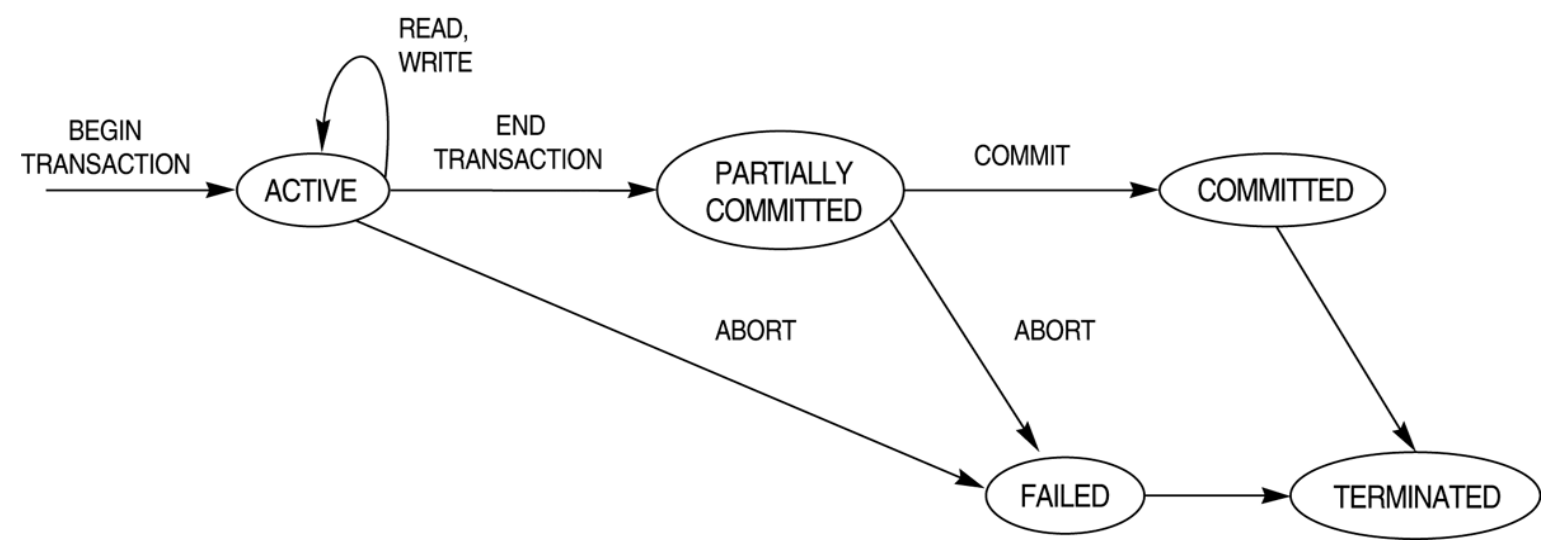 READ,
WRITE
BEGIN
TRANSACTION
END
TRANSACTION
COMMIT
ACTIVE
PARTIALLY
COMMITTED
COMMITTED
ABORT
ABORT
FAILED
TERMINATED